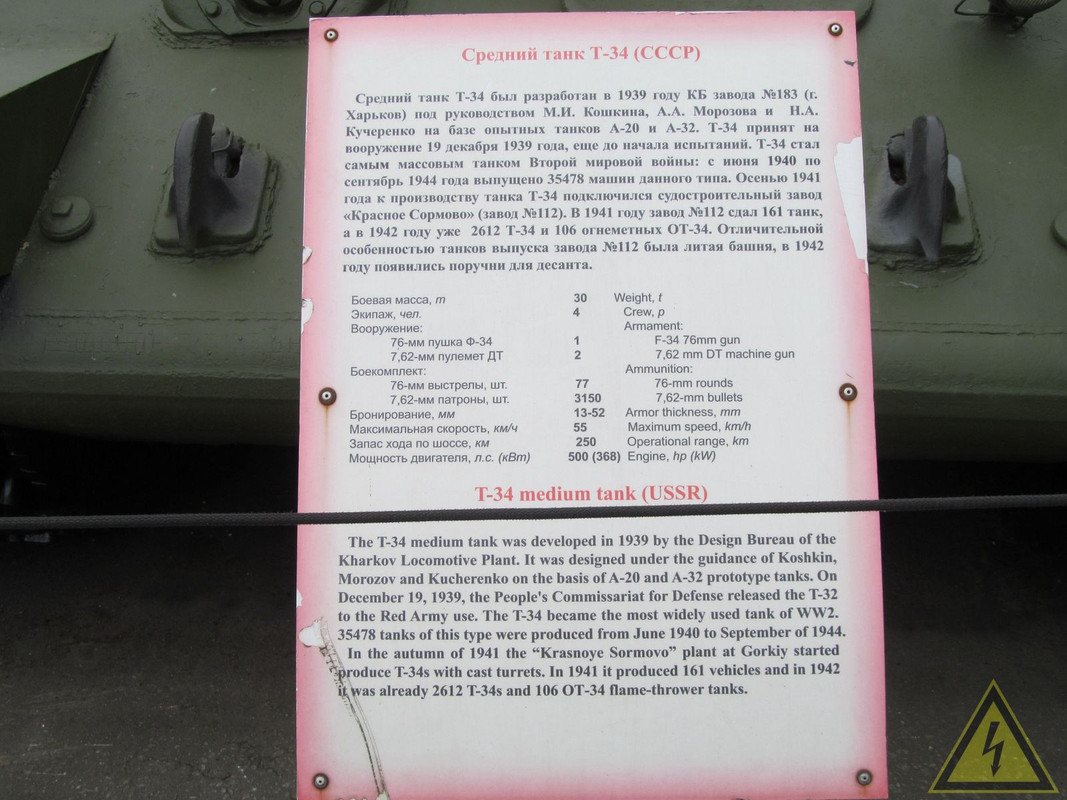 Средний танк Т-34 (СССР)
Средний танк Т-34 был разработан в 1939 году КБ завода №183 (г.
Харьков) под руководством М.И. Кошкина, А.А. Морозова и Н.А.
Кучеренко на базе опытных танков А-20 и А-32. Т-34 принят на
вооружение 19 декабря 1939 года, еще до начала испытаний. Т-34 стал
самым массовым танком Второй мировой войны: с июня 1940 по
сентябрь 1944 года выпущено 35478 машин данного типа. Осенью 1941
года к производству танка Т-34 подключился судостроительный завод
«Красное Сормово» (завод №112). В 1941 году завод №112 сдал 161 танк,
а в 1942 году уже 2612 Т-34 и 106 огнеметных ОТ-34. Отличительной
особенностью танков выпуска завода №112 была литая башня, в 1942
году появились поручни для десанта.
Боевая масса, т 30 Weight, t
Экипаж, чел. 4 Crew, p
Вооружение: Armament:
76-мм пушка Ф-34 1 F-34 76mm gun
7,62-мм пулемет ДТ 2 7,62 mm DT machine gun
Боекомплект: Ammunition:
76-мм выстрелы, шт. 77 76-mm rounds
7,62-мм патроны, шт. 3150 7,62-mm bullets
Бронирование, мм 13-52 Armor thickness, mm
Максимальная скорость, км/ч 55 Maximum speed, km/h
Запас хода по шоссе, км 250 Operational range, km
Мощность двигателя, л.с. (кВт) 500 (368) Engine, hp (kW)
T-34 medium tank (USSR)
The T-34 medium tank was developed in 1939 by the Design Bureau of the
Kharkov Locomotive Plant. It was designed under the guidance of Koshkin,
Morozov and Kucherenko on the basis of A-20 and A-32 prototype tanks. On
December 19, 1939, the People's Commissariat for Defense released the T-32
to the Red Army use. The T-34 became the most widely used tank of WW2.
35478 tanks of this type were produced from June 1940 to September of 1944.
In the autumn of 1941 the “Krasnoye Sormovo” plant at Gorkiy started
produce T-34s with cast turrets. In 1941 it produced 161 vehicles and in 1942
it was already 2612 T-34s and 106 OT-34 flame-thrower tanks.